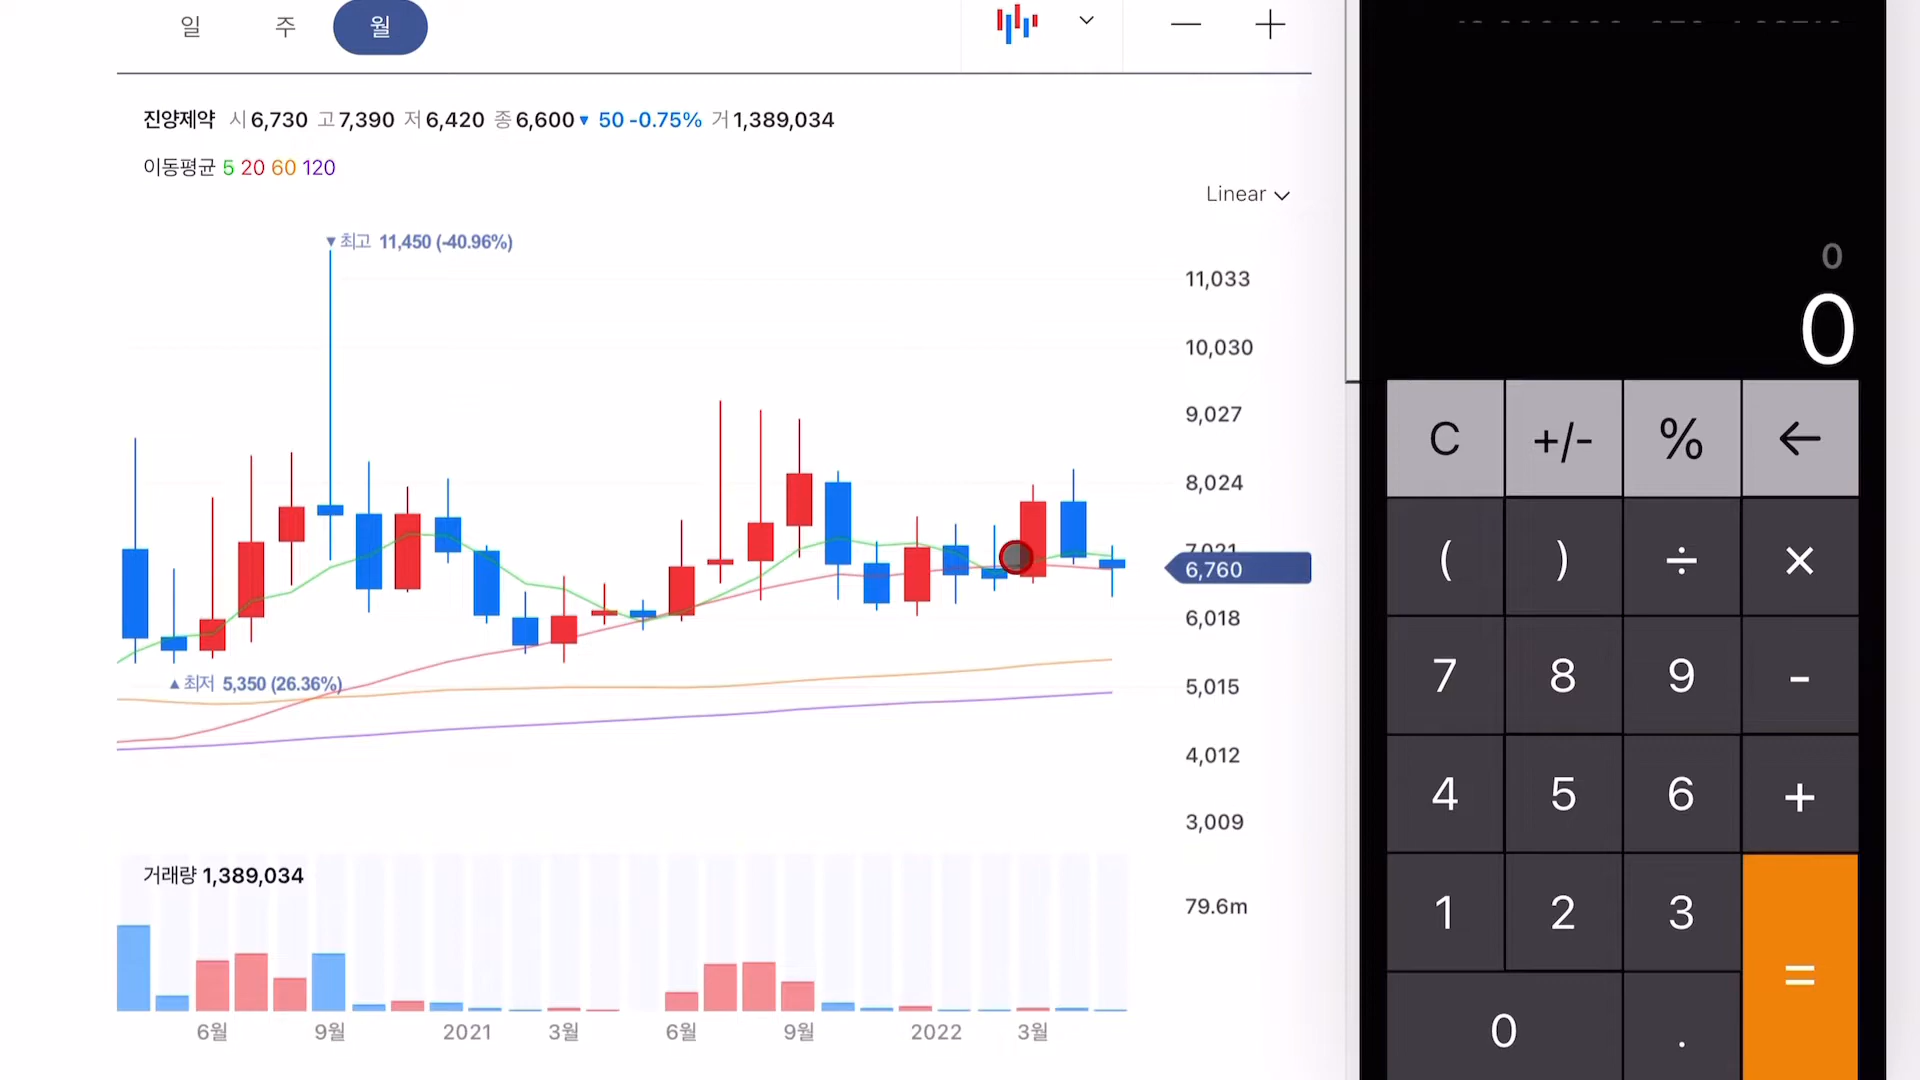 일 주 월
진양제약 시 6,730 고 7,390 저 6,420 종 6,600 ▼ 50 -0.75% 거 1,389,034
이동평균 5 20 60 120
Linear
▼최고 11,450 (-40.96%)
11,033
10,030
9,027
8,024
7,021
6,760
6,018
▲최저 5,350 (26.36%)
5,015
4,012
3,009
거래량 1,389,034
79.6m
6월 9월 2021 3월 6월 9월 2022 3월
0
0
C +/- % ←
( ) ÷ ×
7 8 9 -
4 5 6 +
1 2 3 =
0 .